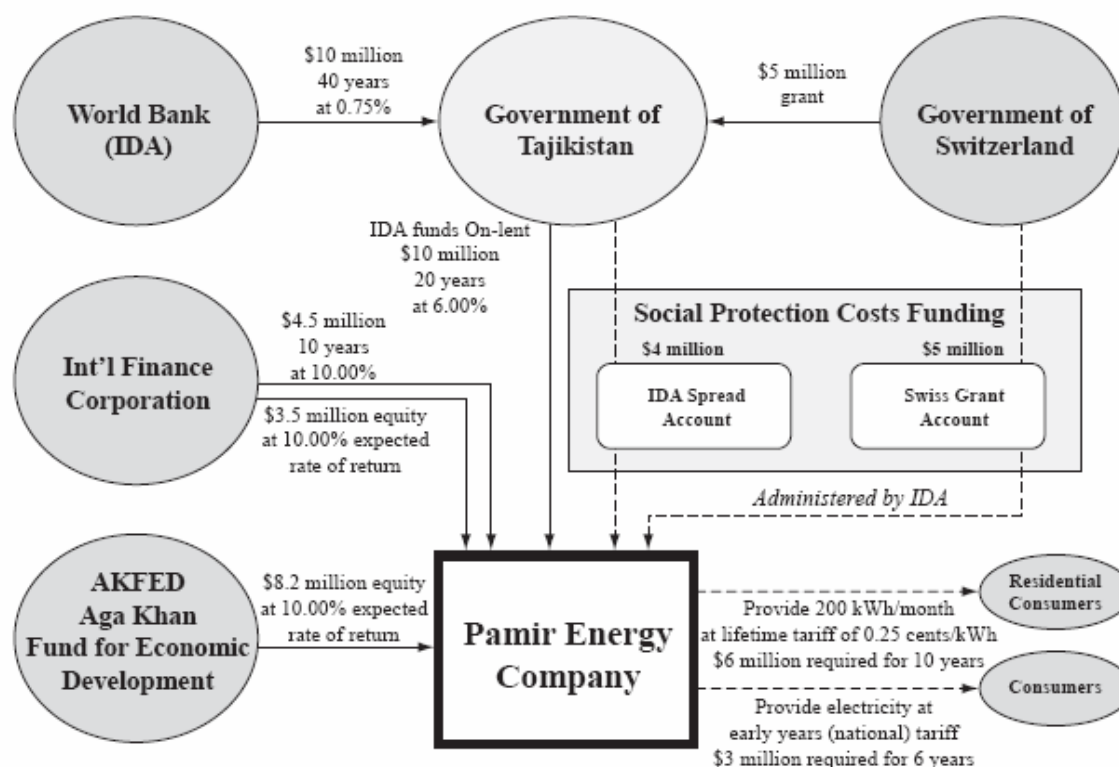 $10 million
40 years
at 0.75%
World Bank
(IDA)
Government of
Tajikistan
$5 million
grant
Government of
Switzerland
IDA funds On-lent
$10 million
20 years
at 6.00%
Social Protection Costs Funding
$4 million
$5 million
IDA Spread
Account
Swiss Grant
Account
Administered by IDA
Int'l Finance
Corporation
$4.5 million
10 years
at 10.00%
$3.5 million equity
at 10.00% expected
rate of return
AKFED
Aga Khan
Fund for Economic
Development
$8.2 million equity
at 10.00% expected
rate of return
Pamir Energy
Company
Provide 200 kWh/month
at lifetime tariff of 0.25 cents/kWh
$6 million required for 10 years
Residential
Consumers
Provide electricity at
early years (national) tariff
$3 million required for 6 years
Consumers